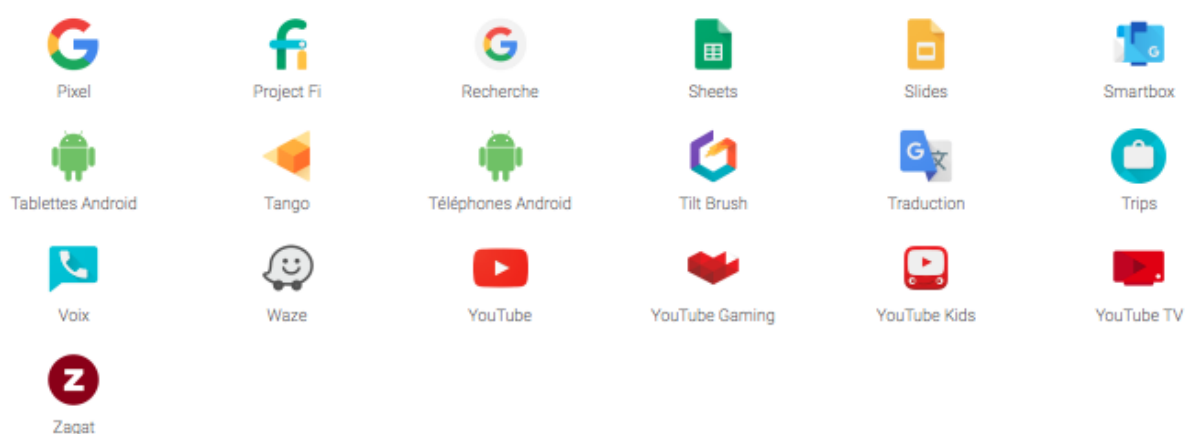 Pixel
Project Fi
Recherche
Sheets
Slides
Smartbox
Tablettes Android
Tango
Téléphones Android
Tilt Brush
Traduction
Trips
Voix
Waze
YouTube
YouTube Gaming
YouTube Kids
YouTube TV
Zagat